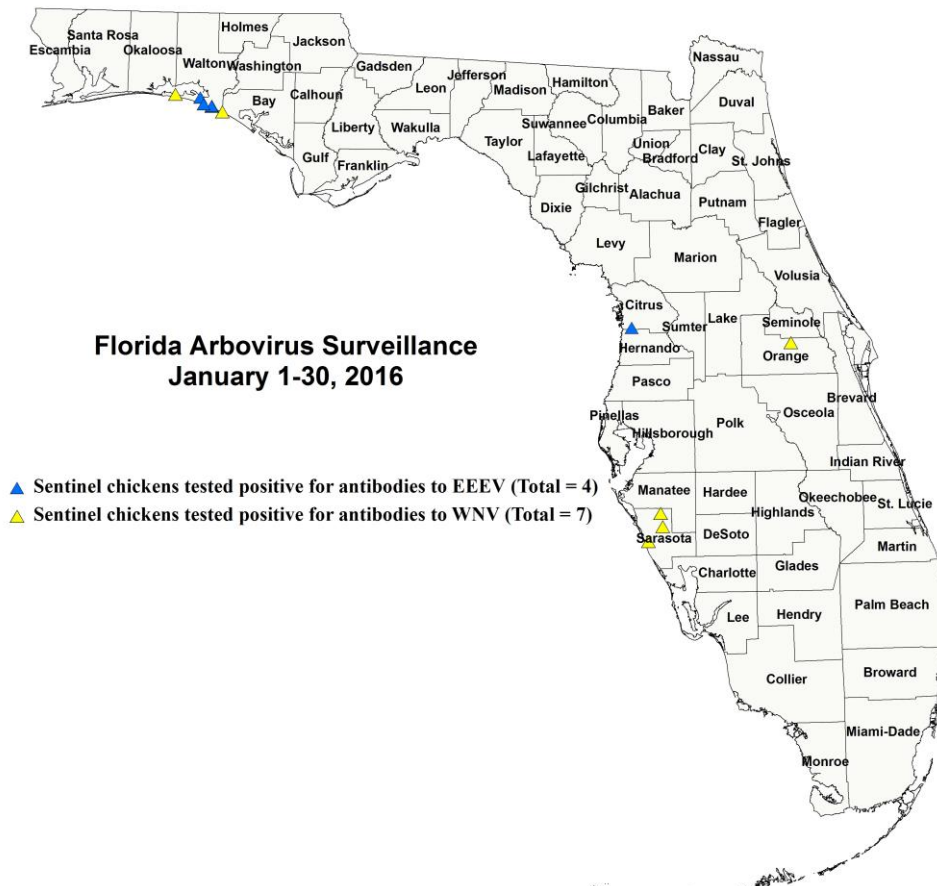 Holmes
Jackson
Nassau
Santa Rosa
Escambia
Okaloosa
Walton
Washington
Gadsden
Jefferson
Hamilton
Leon
Madison
Calhoun
Bay
Baker
Duval
Columbia
Liberty
Wakulla
Suwannee
Taylor
Union
Clay
Bradford
St. Johns
Lafayette
Gulf
Franklin
Gilchrist
Alachua
Putnam
Dixie
Flagler
Levy
Marion
Volusia
Citrus
Lake
Sumter
Seminole
Hernando
Orange
Florida Arbovirus Surveillance
January 1-30, 2016
Pasco
Brevard
Pinellas
Osceola
Polk
Hillsborough
Indian River
Sentinel chickens tested positive for antibodies to EEEV (Total = 4)
Sentinel chickens tested positive for antibodies to WNV (Total = 7)
Manatee
Hardee
Okeechobee
St. Lucie
Highlands
Sarasota
DeSoto
Martin
Charlotte
Glades
Palm Beach
Lee
Hendry
Broward
Collier
Miami-Dade
Monroe